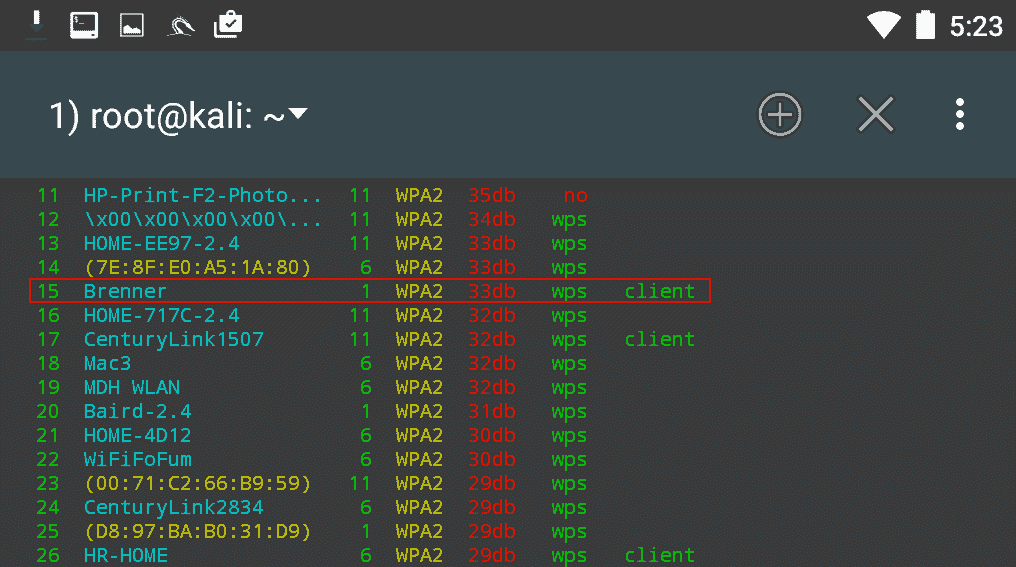 5:23
1) root@kali: ~
11 HP-Print-F2-Photo... 11 WPA2 35db no
12 \x00\x00\x00\x00\... 11 WPA2 34db wps
13 HOME-EE97-2.4 11 WPA2 33db wps
14 (7E:8F:E0:A5:1A:80) 6 WPA2 33db wps
15 Brenner 1 WPA2 33db wps client
16 HOME-717C-2.4 11 WPA2 32db wps
17 CenturyLink1507 11 WPA2 32db wps client
18 Mac3 6 WPA2 32db wps
19 MDH WLAN 6 WPA2 32db wps
20 Baird-2.4 1 WPA2 31db wps
21 HOME-4D12 6 WPA2 30db wps
22 WiFiFoFum 6 WPA2 30db wps
23 (00:71:C2:66:B9:59) 11 WPA2 29db wps
24 CenturyLink2834 6 WPA2 29db wps
25 (D8:97:BA:B0:31:D9) 1 WPA2 29db wps
26 HR-HOME 6 WPA2 29db wps client